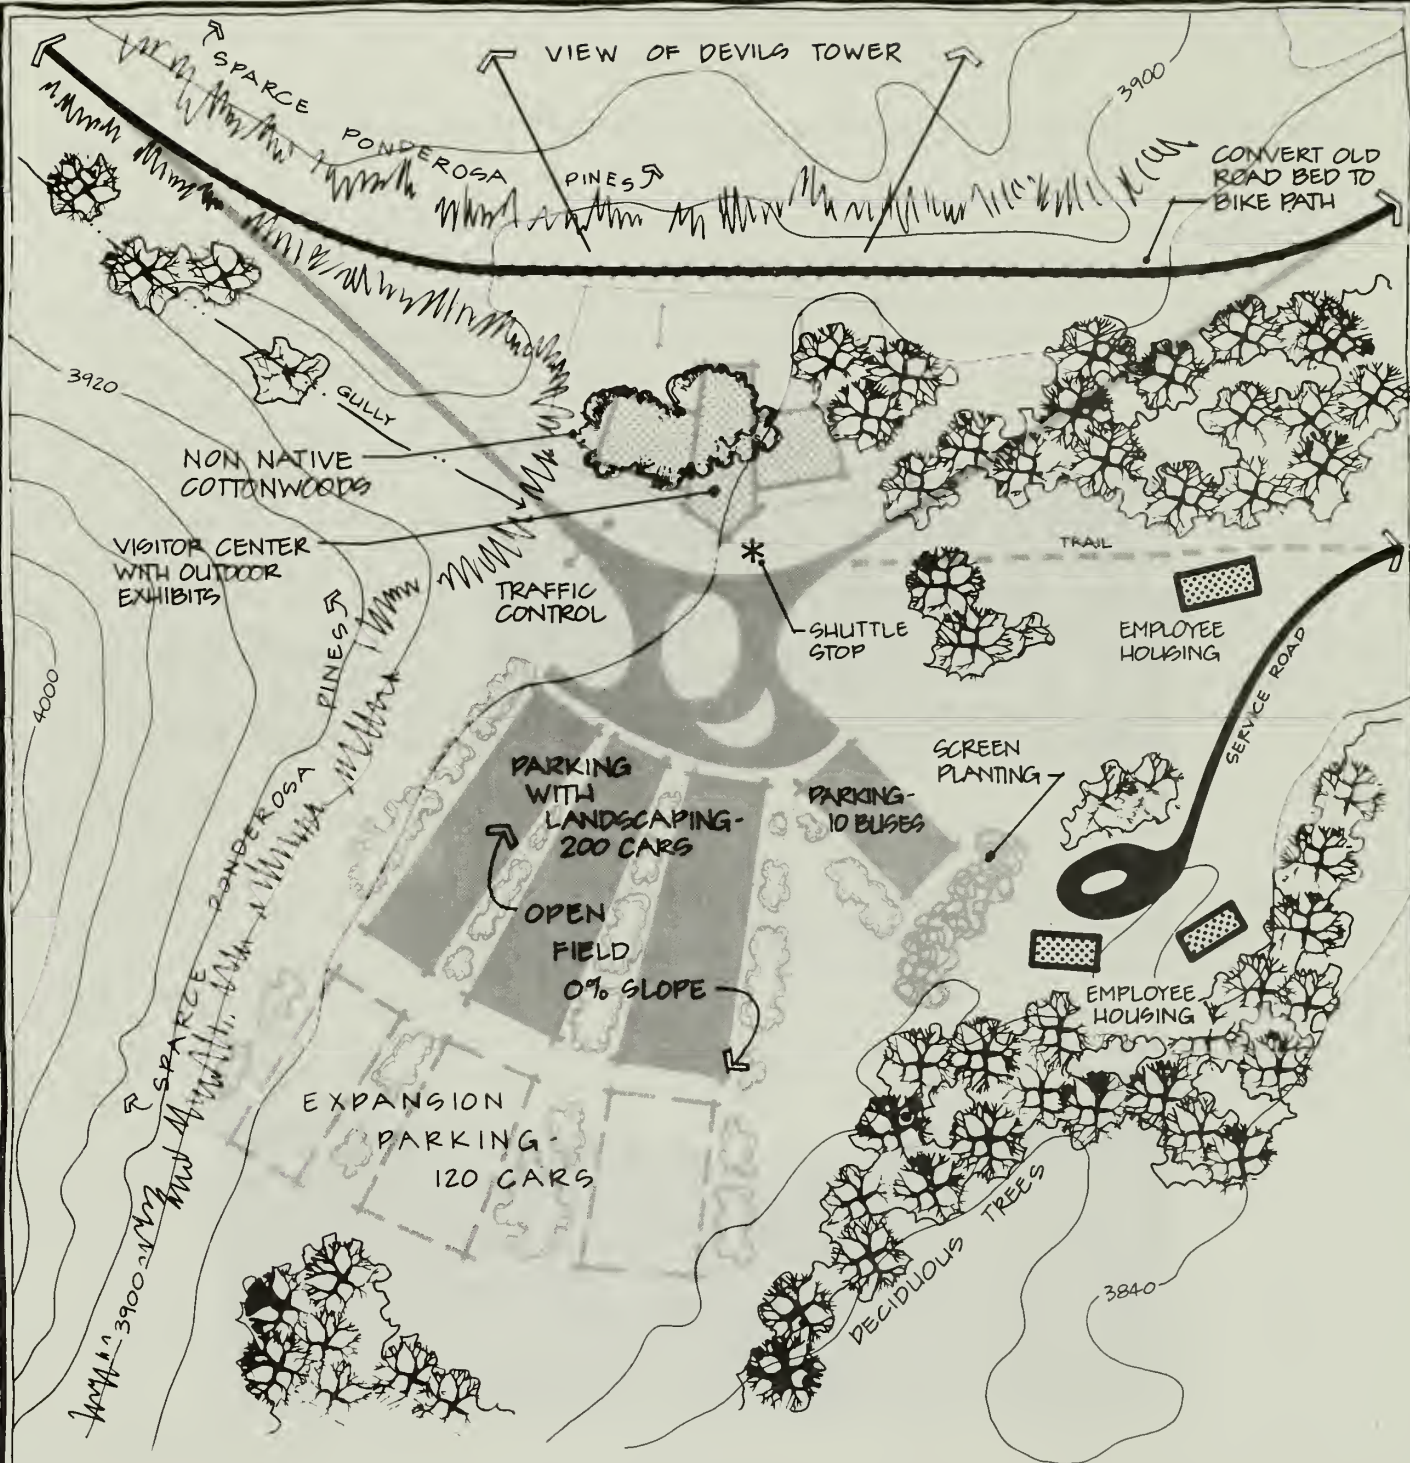 VIEW OF DEVILS TOWER
SPARCE
PONDEROSA
PINES
3900
CONVERT OLD
ROAD BED TO
BIKE PATH
3920
GULLY
NON NATIVE
COTTONWOODS
VISITOR CENTER
WITH OUTDOOR
EXHIBITS
TRAFFIC
CONTROL
TRAIL
*
SHUTTLE
STOP
EMPLOYEE
HOUSING
SERVICE ROAD
4000
SPARCE PONDEROSA PINES
SCREEN
PLANTING
PARKING
WITH
LANDSCAPING-
200 CARS
PARKING-
10 BUSES
OPEN
FIELD
0% SLOPE
EMPLOYEE
HOUSING
EXPANSION
PARKING-
120 CARS
DECIDUOUS TREES
3900
3840